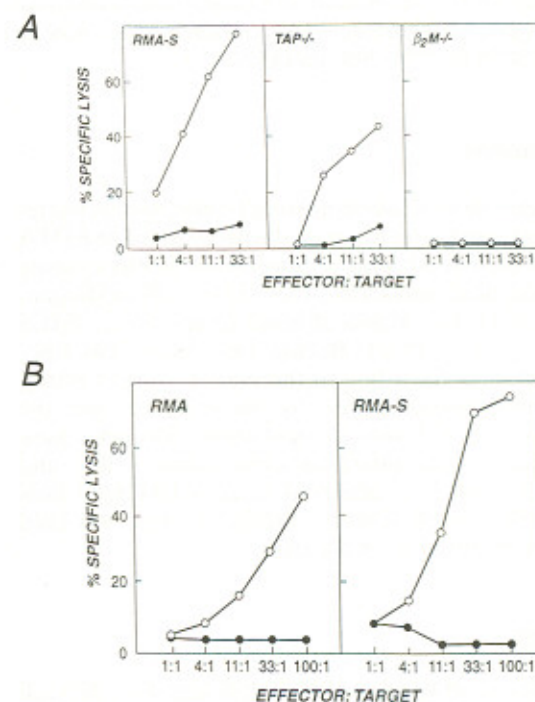 A
RMA-S TAP-/- β2M-/-
% SPECIFIC LYSIS
60
40
20
0
1:1 4:1 11:1 33:1 1:1 4:1 11:1 33:1 1:1 4:1 11:1 33:1
EFFECTOR: TARGET
B
RMA RMA-S
% SPECIFIC LYSIS
60
40
20
0
1:1 4:1 11:1 33:1 100:1 1:1 4:1 11:1 33:1 100:1
EFFECTOR: TARGET